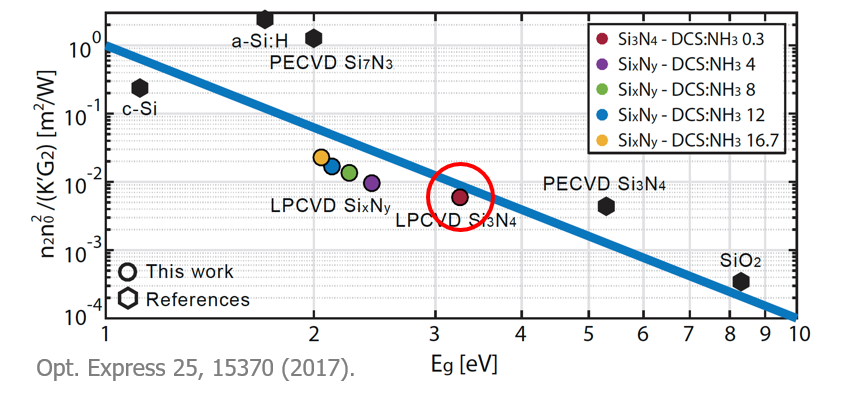 n₂n₀²/(K'G₂) [m²/W]
10⁰
10⁻¹
10⁻²
10⁻³
10⁻⁴
a-Si:H
PECVD Si₇N₃
c-Si
Si₃N₄ - DCS:NH₃ 0.3
SixNy - DCS:NH₃ 4
SixNy - DCS:NH₃ 8
SixNy - DCS:NH₃ 12
SixNy - DCS:NH₃ 16.7
PECVD Si₃N₄
LPCVD SixNy
LPCVD Si₃N₄
SiO₂
This work
References
1 2 3 4 5 6 7 8 9 10
Eg [eV]
Opt. Express 25, 15370 (2017).